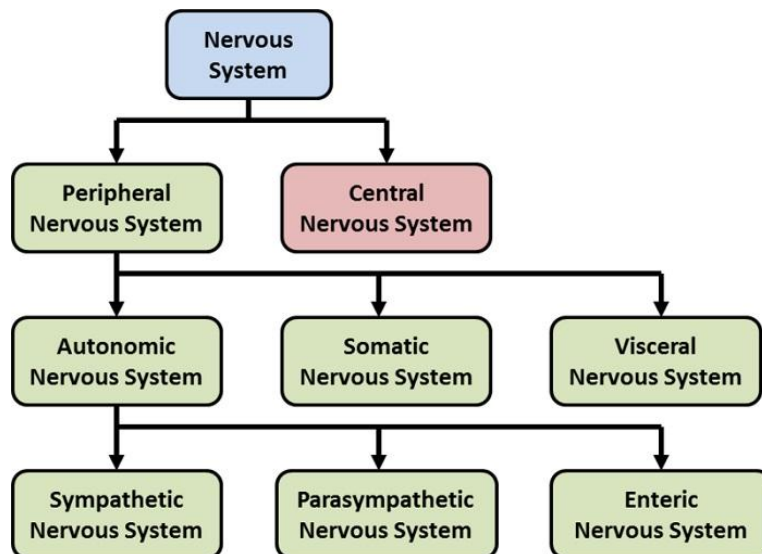 Nervous
System
Peripheral
Nervous System
Central
Nervous System
Autonomic
Nervous System
Somatic
Nervous System
Visceral
Nervous System
Sympathetic
Nervous System
Parasympathetic
Nervous System
Enteric
Nervous System